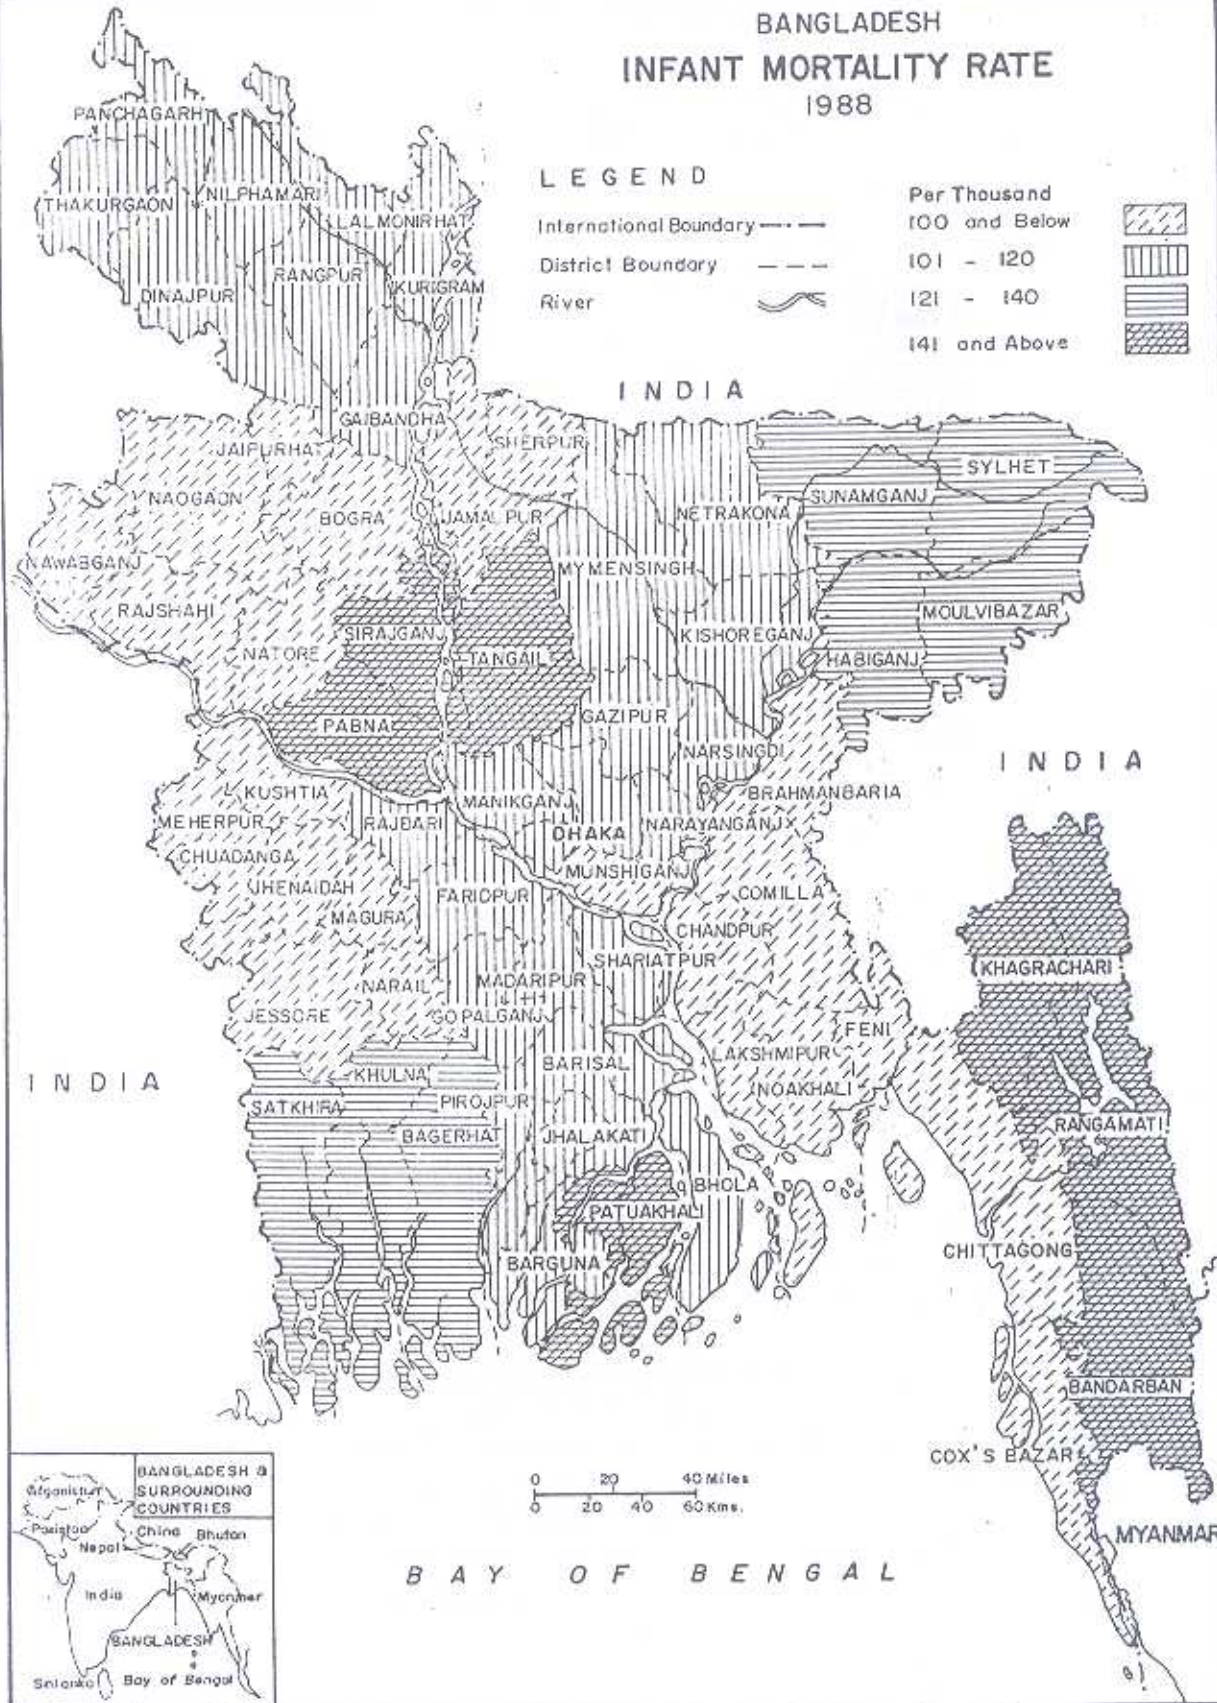 BANGLADESH
INFANT MORTALITY RATE
1988
LEGEND
International Boundary
District Boundary
River
Per Thousand
100 and Below
101 - 120
121 - 140
141 and Above
PANCHAGARH
THAKURGAON
NILPHAMARI
LALMONIRHAT
RANGPUR
KURIGRAM
DINAJPUR
INDIA
GAIBANDHA
JAIPURHAT
SHERPUR
SYLHET
NAOGAON
BOGRA
JAMALPUR
NETRAKONA
SUNAMGANJ
NAWABGANJ
MYMENSINGH
RAJSHAHI
MOULVIBAZAR
SIRAJGANJ
KISHOREGANJ
NATORE
TANGAIL
HABIGANJ
PABNA
GAZIPUR
NARSINGDI
INDIA
KUSHTIA
MANIKGANJ
BRAHMANBARIA
MEHERPUR
RAJBARI
DHAKA
NARAYANGANJ
CHUADANGA
MUNSHIGANJ
JHENAIDAH
FARIDPUR
COMILLA
MAGURA
CHANDPUR
SHARIATPUR
KHAGRACHARI
NARAIL
MADARIPUR
JESSORE
GOPALGANJ
FENI
BARISAL
LAKSHMIPUR
INDIA
KHULNA
NOAKHALI
SATKHIRA
PIROJPUR
BAGERHAT
JHALAKATI
RANGAMATI
BHOLA
PATUAKHALI
CHITTAGONG
BARGUNA
BANDARBAN
COX'S BAZAR
MYANMAR
0 20 40 Miles
0 20 40 60 Kms.
BAY OF BENGAL
BANGLADESH &
SURROUNDING
COUNTRIES
Afganistan
Pakistan
China
Bhutan
Nepal
India
Myanmer
BANGLADESH
Srilanka
Bay of Bengal